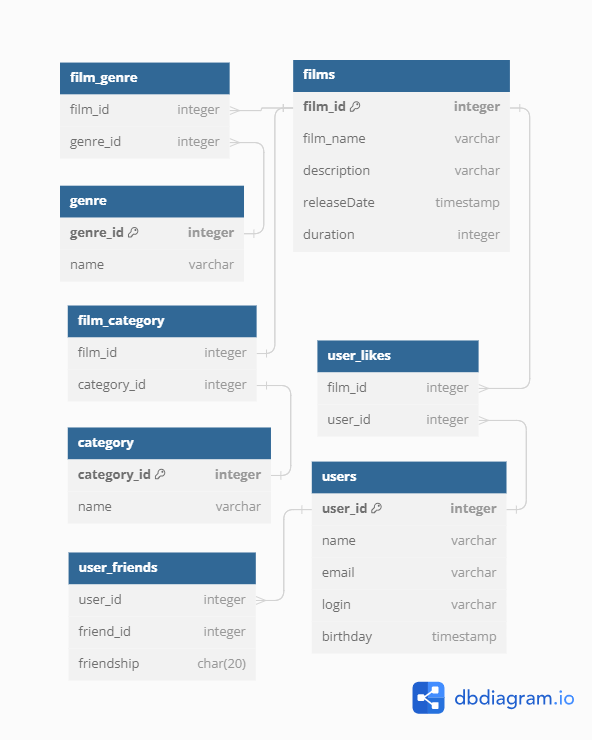 film_genre
film_id integer
genre_id integer
genre
genre_id integer
name varchar
film_category
film_id integer
category_id integer
category
category_id integer
name varchar
user_friends
user_id integer
friend_id integer
friendship char(20)
films
film_id integer
film_name varchar
description varchar
releaseDate timestamp
duration integer
user_likes
film_id integer
user_id integer
users
user_id integer
name varchar
email varchar
login varchar
birthday timestamp
dbdiagram.io